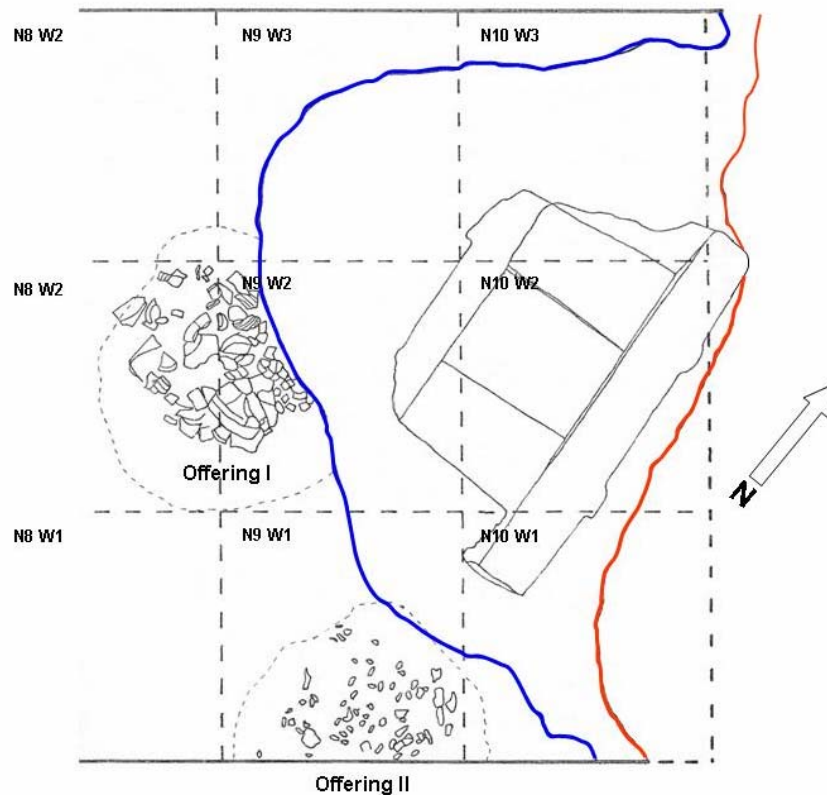 N8 W2 N9 W3 N10 W3
N8 W2 N9 W2 N10 W2
Offering I
N
N8 W1 N9 W1 N10 W1
Offering II